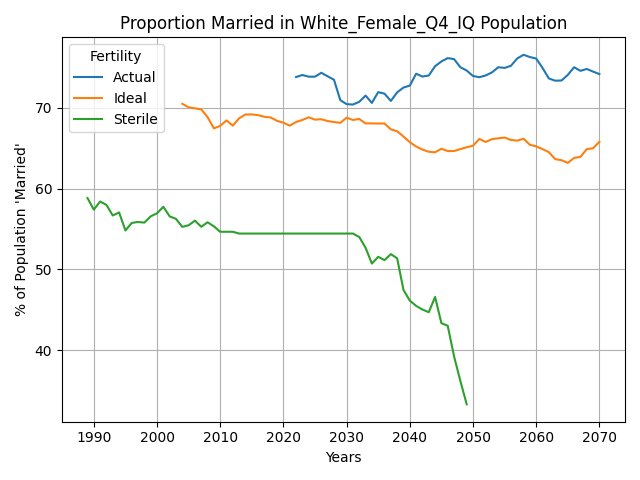 Proportion Married in White_Female_Q4_IQ Population
Fertility
Actual
Ideal
Sterile
70
60
50
40
% of Population 'Married'
1990 2000 2010 2020 2030 2040 2050 2060 2070
Years